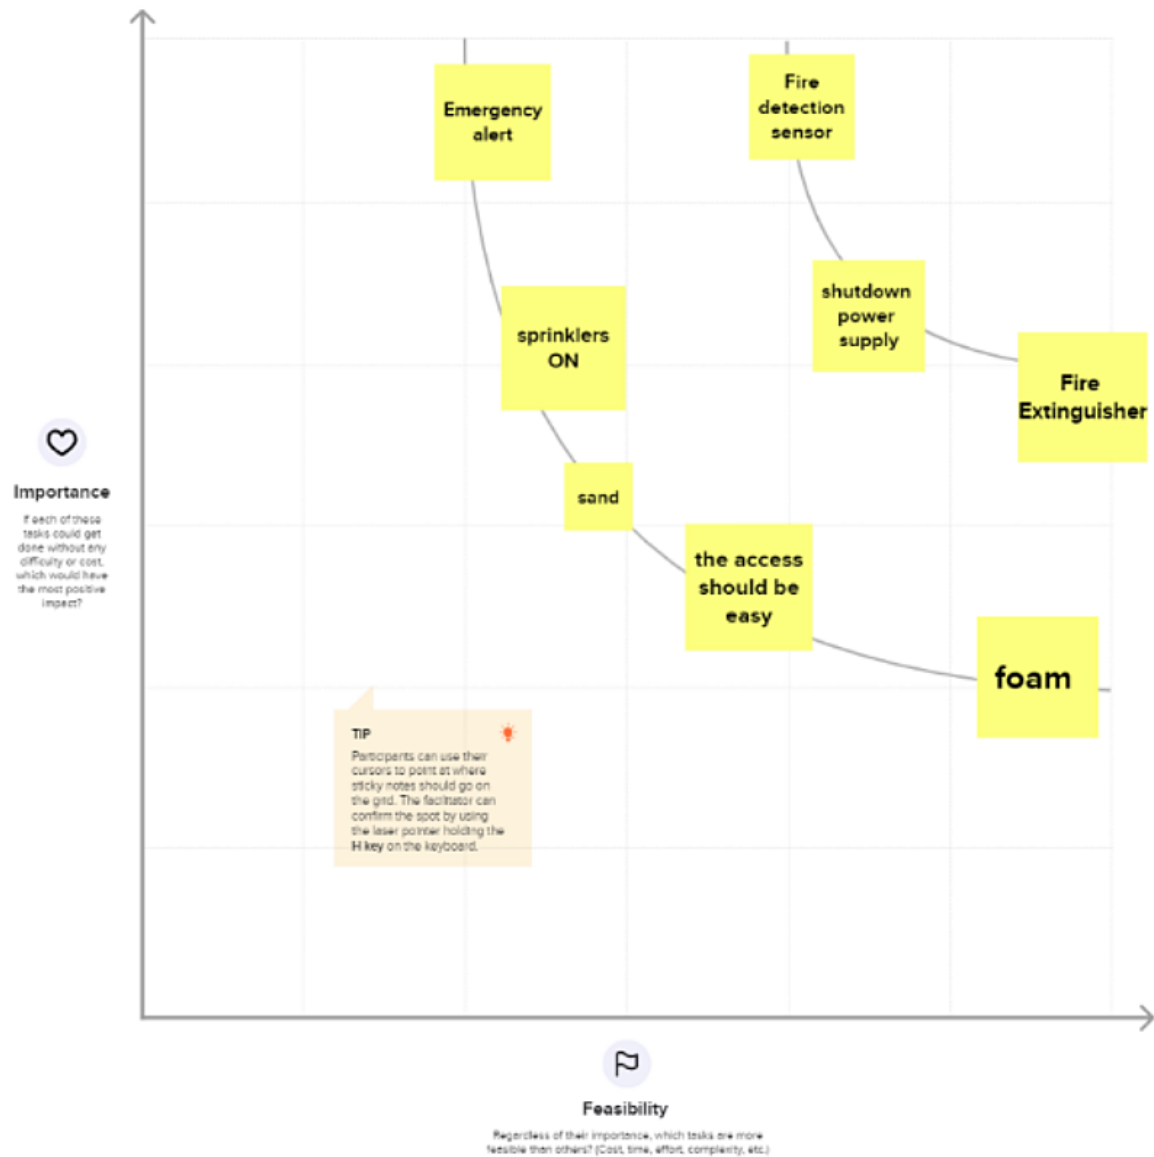 Emergency
alert
Fire
detection
sensor
shutdown
power
supply
sprinklers
ON
Fire
Extinguisher
sand
the access
should be
easy
foam
Importance
If each of these
tasks could get
done without any
difficulty or cost,
which would have
the most positive
impact?
TIP
Participants can use their
cursors to point at where
sticky notes should go on
the grid. The facilitator can
confirm the spot by using
the laser pointer holding the
H key on the keyboard.
Feasibility
Regardless of their importance, which tasks are more
feasible than others? (Cost, time, effort, complexity, etc.)